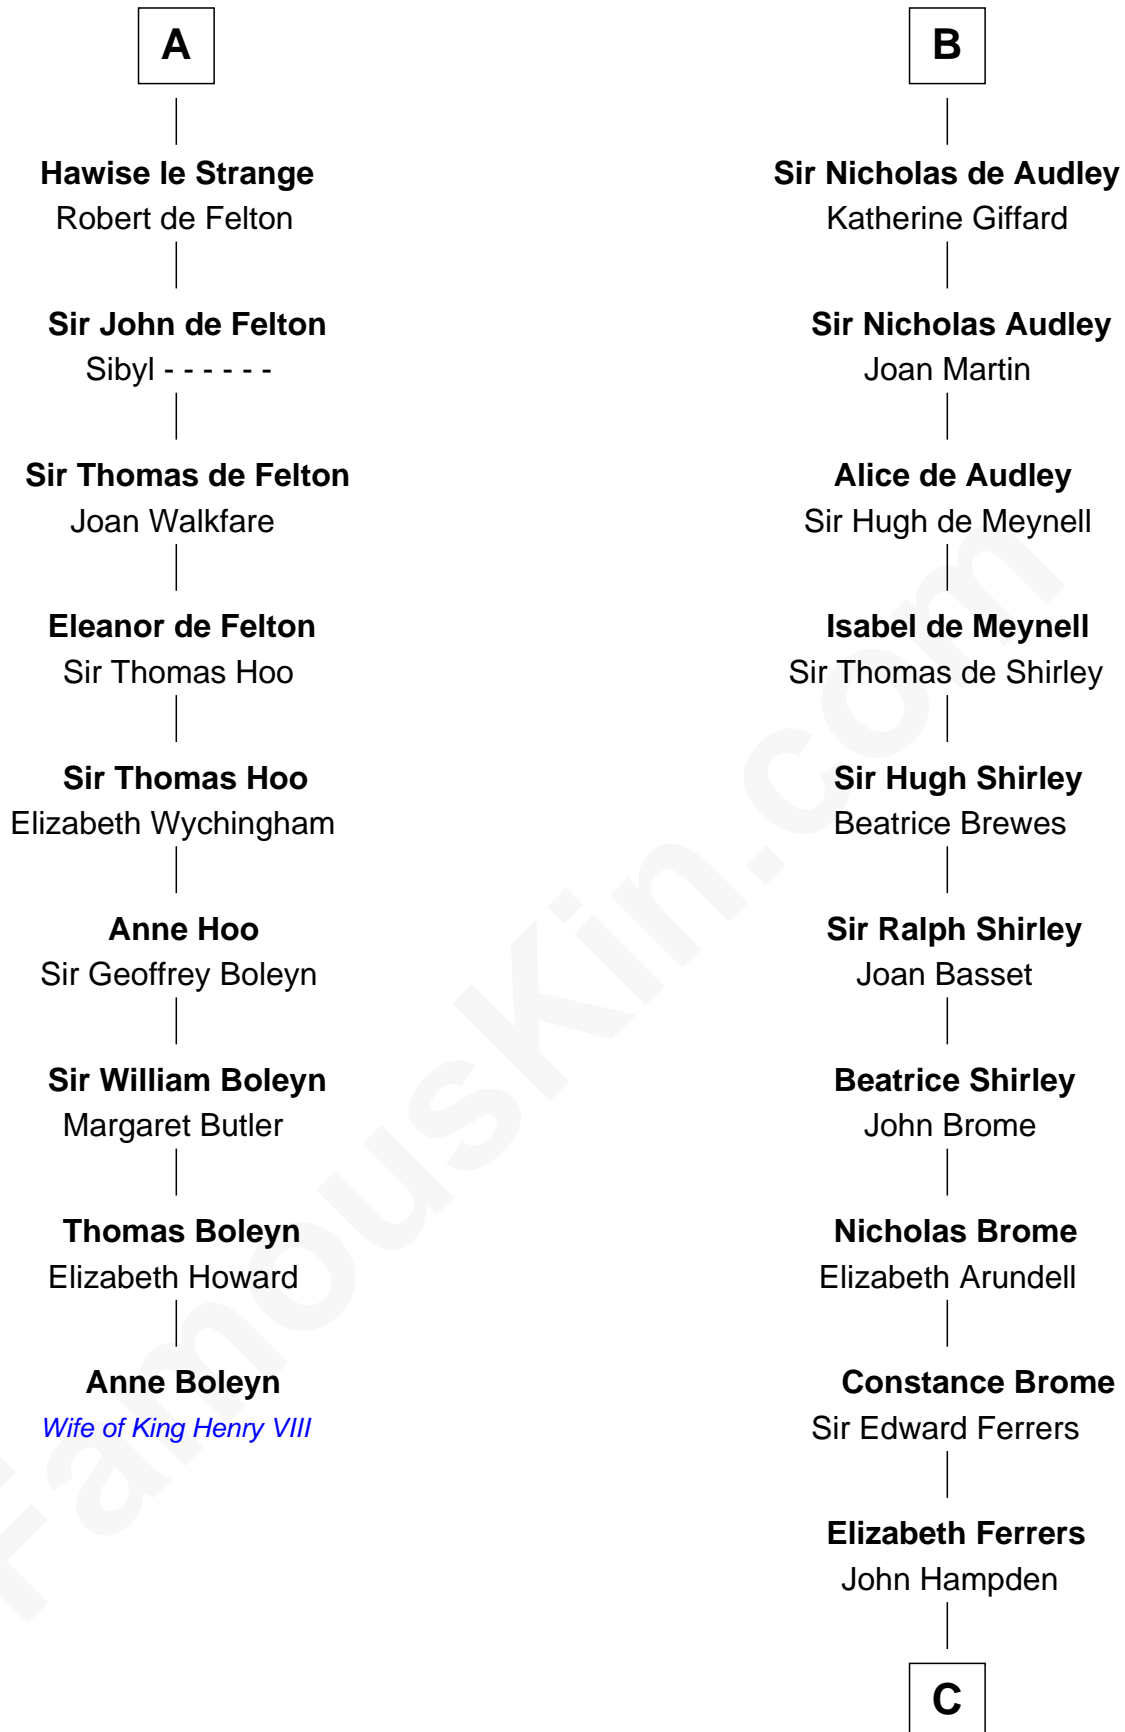 A
Hawise le Strange
Robert de Felton
Sir John de Felton
Sibyl - - - - - -
Sir Thomas de Felton
Joan Walkfare
Eleanor de Felton
Sir Thomas Hoo
Sir Thomas Hoo
Elizabeth Wychingham
Anne Hoo
Sir Geoffrey Boleyn
Sir William Boleyn
Margaret Butler
Thomas Boleyn
Elizabeth Howard
Anne Boleyn
Wife of King Henry VIII
B
Sir Nicholas de Audley
Katherine Giffard
Sir Nicholas Audley
Joan Martin
Alice de Audley
Sir Hugh de Meynell
Isabel de Meynell
Sir Thomas de Shirley
Sir Hugh Shirley
Beatrice Brewes
Sir Ralph Shirley
Joan Basset
Beatrice Shirley
John Brome
Nicholas Brome
Elizabeth Arundell
Constance Brome
Sir Edward Ferrers
Elizabeth Ferrers
John Hampden
C
FamousKin.com